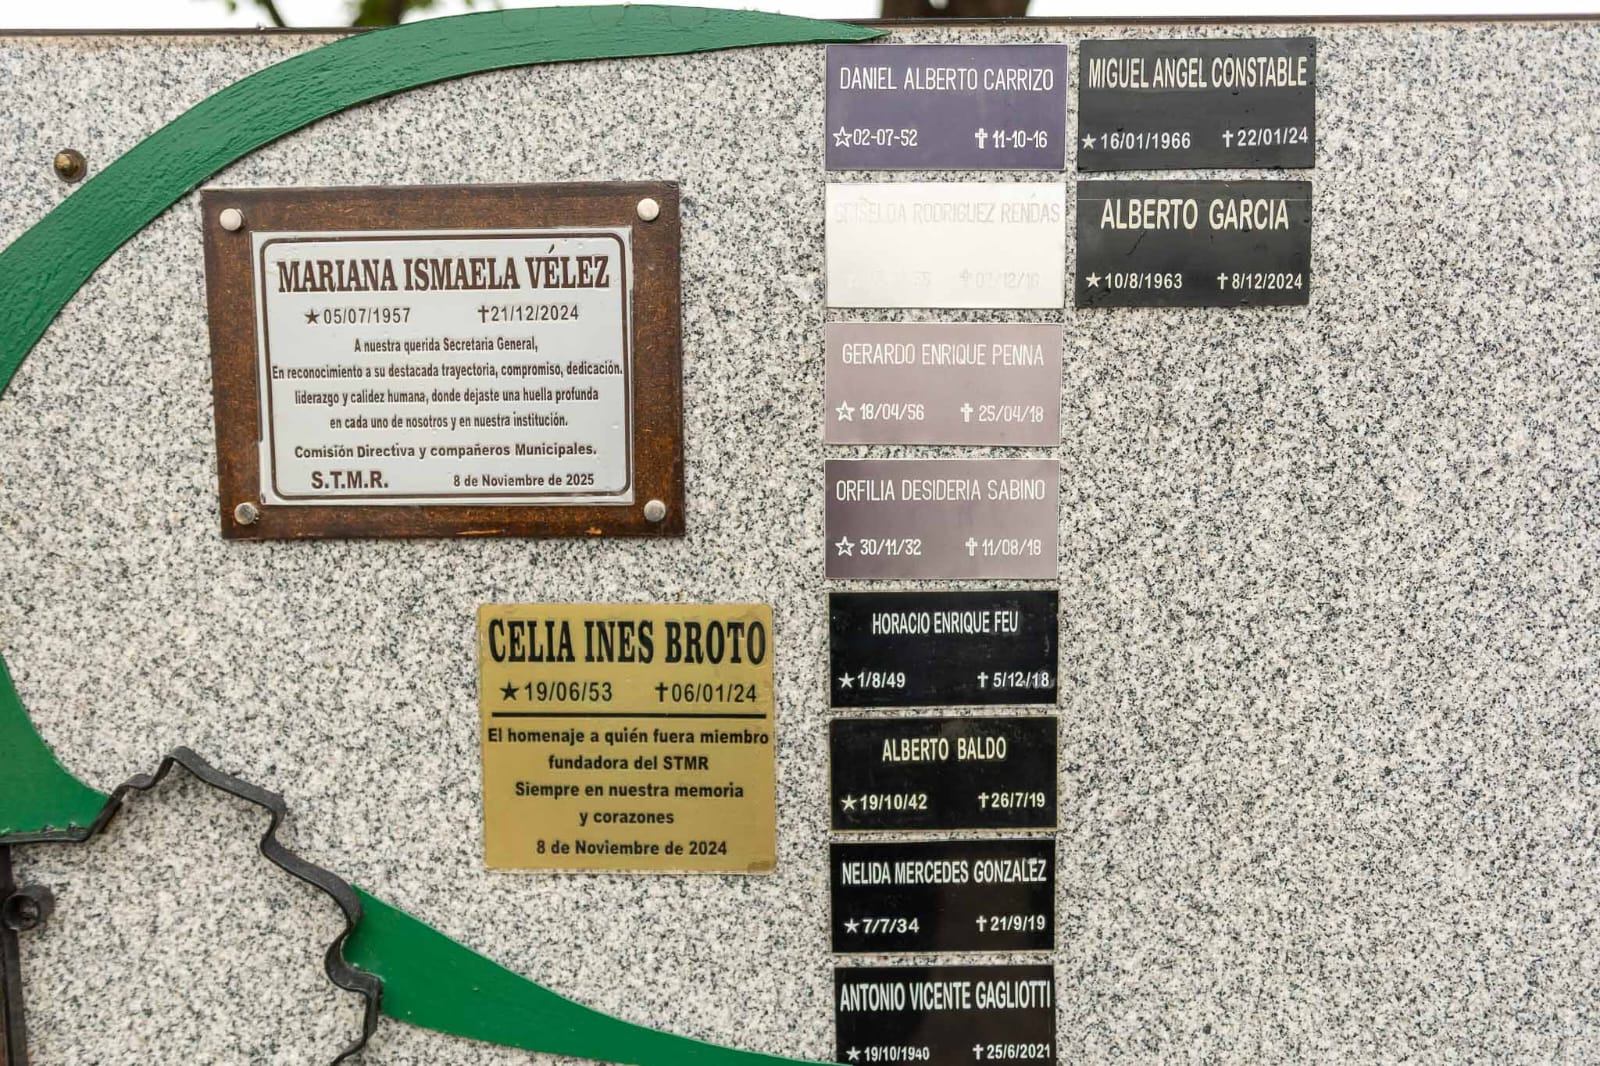 MARIANA ISMAELA VÉLEZ
★05/07/1957 ✝21/12/2024
A nuestra querida Secretaria General,
En reconocimiento a su destacada trayectoria, compromiso, dedicación.
liderazgo y calidez humana, donde dejaste una huella profunda
en cada uno de nosotros y en nuestra institución.
Comisión Directiva y compañeros Municipales.
S.T.M.R. 8 de Noviembre de 2025
CELIA INES BROTO
★19/06/53 ✝06/01/24
El homenaje a quién fuera miembro
fundadora del STMR
Siempre en nuestra memoria
y corazones
8 de Noviembre de 2024
DANIEL ALBERTO CARRIZO
☆02-07-52 ✝11-10-16
RODRIGUEZ RENDAS
✝07/12/16
GERARDO ENRIQUE PENNA
☆18/04/56 ✝25/04/18
ORFILIA DESIDERIA SABINO
☆30/11/32 ✝11/08/18
HORACIO ENRIQUE FEU
★1/8/49 ✝5/12/18
ALBERTO BALDO
★19/10/42 ✝26/7/19
NELIDA MERCEDES GONZALEZ
★7/7/34 ✝21/9/19
ANTONIO VICENTE GAGLIOTTI
★19/10/1940 ✝25/6/2021
MIGUEL ANGEL CONSTABLE
★16/01/1966 ✝22/01/24
ALBERTO GARCIA
★10/8/1963 ✝8/12/2024